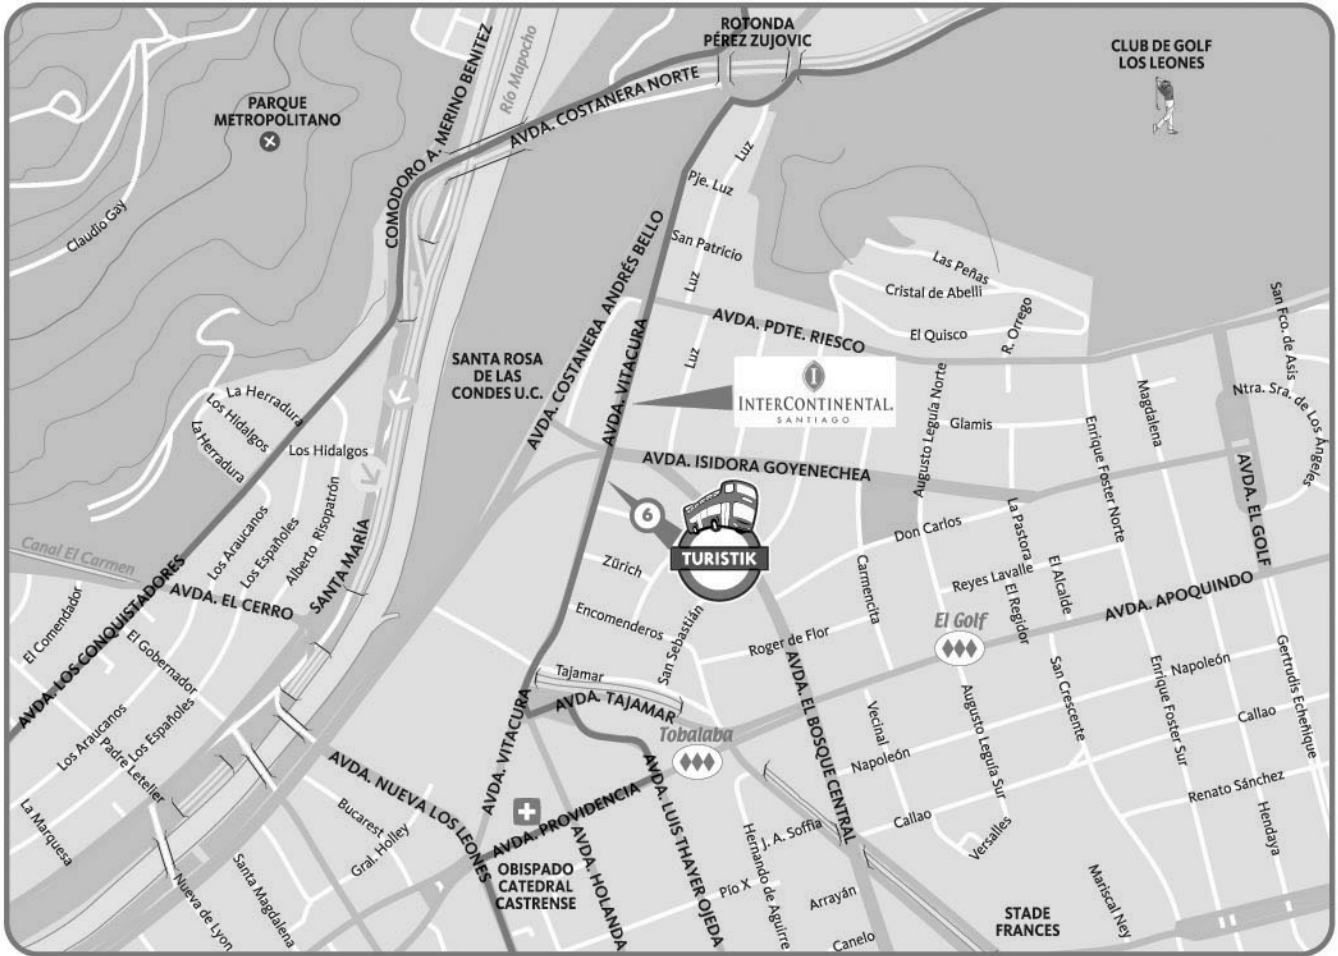 ROTONDA
PÉREZ ZUJOVIC
CLUB DE GOLF
LOS LEONES
PARQUE
METROPOLITANO
COMODORO A. MERINO BENITEZ
Río Mapocho
AVDA. COSTANERA NORTE
Claudio Gay
Luz
Pje. Luz
San Patricio
Luz
Luz
AVDA. COSTANERA ANDRÉS BELLO
AVDA. VITACURA
Las Peñas
Cristal de Abelli
El Quisco
R. Orrego
San Fco. de Asis
AVDA. PDTE. RIESCO
SANTA ROSA
DE LAS
CONDES U.C.
INTERCONTINENTAL.
SANTIAGO
La Herradura
Los Hidalgos
La Herradura
Los Hidalgos
Augusto Leguía Norte
Glamis
Magdalena
Enrique Foster Norte
Ntra. Sra. de Los Ángeles
AVDA. EL GOLF
AVDA. ISIDORA GOYENECHEA
6
TURISTIK
Los Araucanos
Los Españoles
Alberto Risopatrón
SANTA MARÍA
Canal El Carmen
AVDA. EL CERRO
AVDA. LOS CONQUISTADORES
El Comendador
El Gobernador
Los Araucanos
Los Españoles
Padre Leteller
La Marquesa
Zürich
Encomenderos
San Sebastián
Tajamar
AVDA. TAJAMAR
Roger de Flor
Carmencita
Don Carlos
La Pastora
Reyes Lavalle
El Regidor
El Alcalde
AVDA. APOQUINDO
El Golf
Tobalaba
AVDA. EL BOSQUE CENTRAL
Vecinal
Napoleón
Augusto Leguía Sur
San Crescente
Enrique Foster Sur
Napoleón
Gertrudis Echeñique
Callao
Renato Sánchez
Hendaya
Callao
Versalles
Mariscal Ney
STADE
FRANCES
AVDA. VITACURA
AVDA. NUEVA LOS LEONES
AVDA. PROVIDENCIA
AVDA. HOLANDA
AVDA. LUIS THAYER OJEDA
OBISPADO
CATEDRAL
CASTRENSE
Bucarest
Gral. Holley
Nueva de Lyon
Santa Magdalena
Hernando de Aguirre
J. A. Soffia
Pío X
Arrayán
Canelo